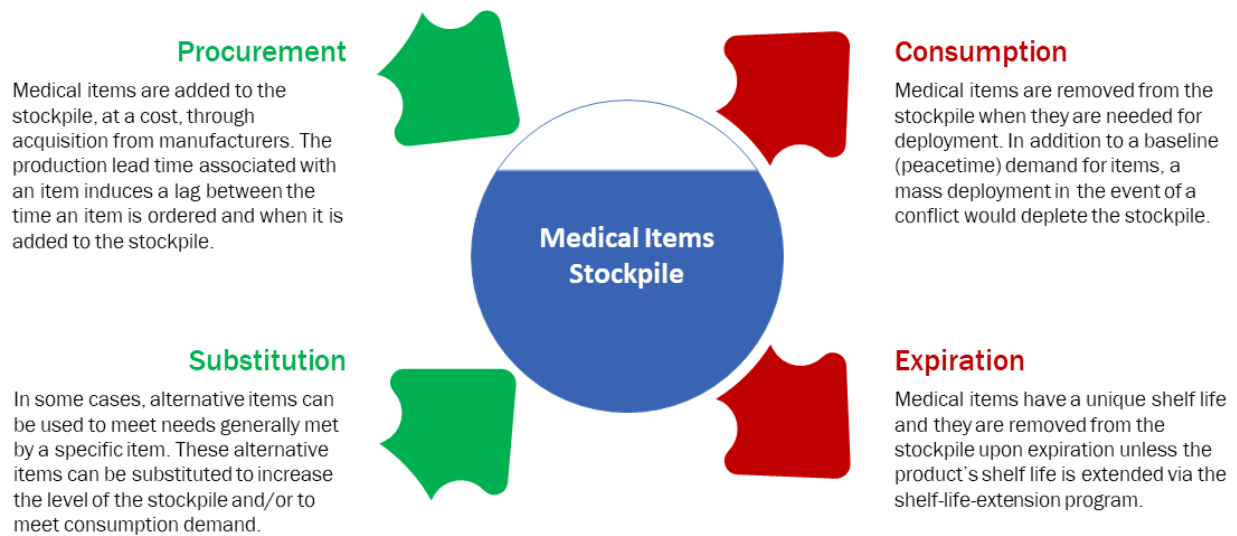 Procurement
Medical items are added to the
stockpile, at a cost, through
acquisition from manufacturers. The
production lead time associated with
an item induces a lag between the
time an item is ordered and when it is
added to the stockpile.
Consumption
Medical items are removed from the
stockpile when they are needed for
deployment. In addition to a baseline
(peacetime) demand for items, a
mass deployment in the event of a
conflict would deplete the stockpile.
Medical Items
Stockpile
Substitution
In some cases, alternative items can
be used to meet needs generally met
by a specific item. These alternative
items can be substituted to increase
the level of the stockpile and/or to
meet consumption demand.
Expiration
Medical items have a unique shelf life
and they are removed from the
stockpile upon expiration unless the
product's shelf life is extended via the
shelf-life-extension program.